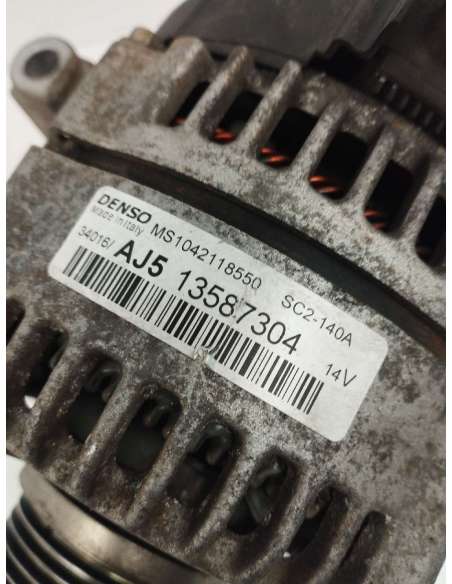 DENSO MS1042118550 SC2-140A
Made in Italy
34016/ AJ5 13587304 14V